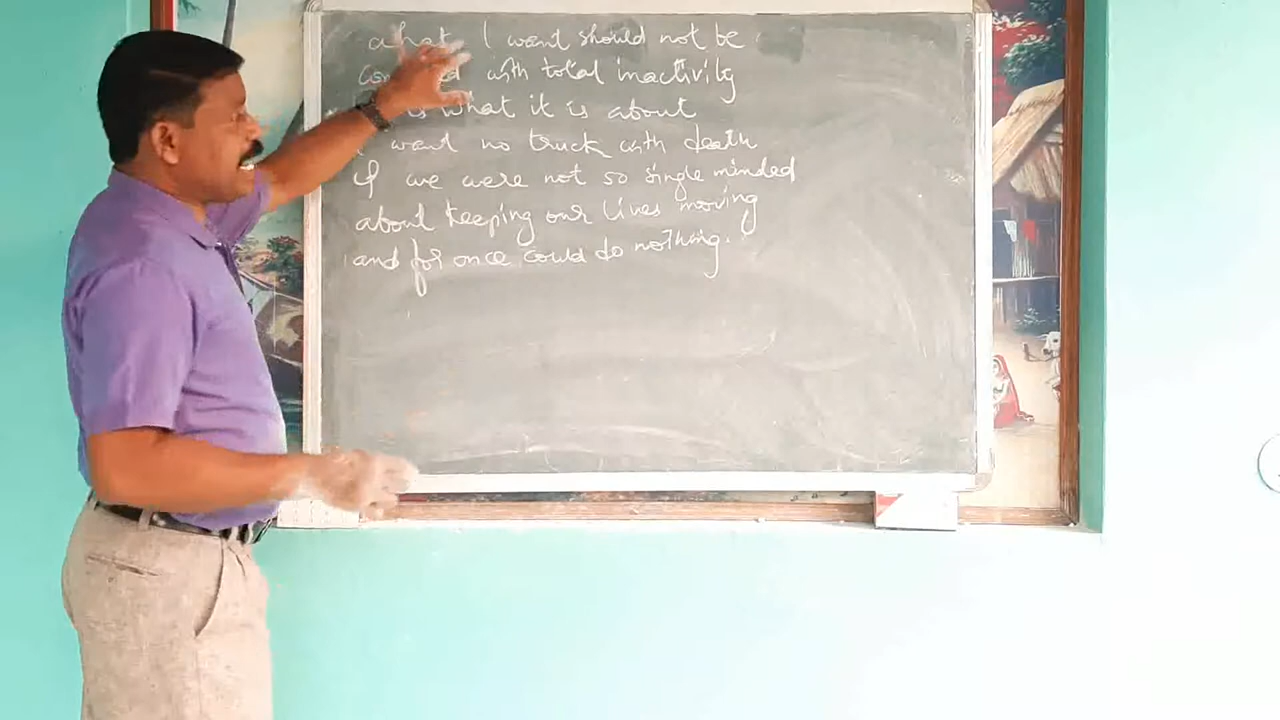 what I want should not be
with total inactivity
is what it is about
I want no truck with death
If we were not so single minded
about keeping our lives moving
and for once could do nothing.